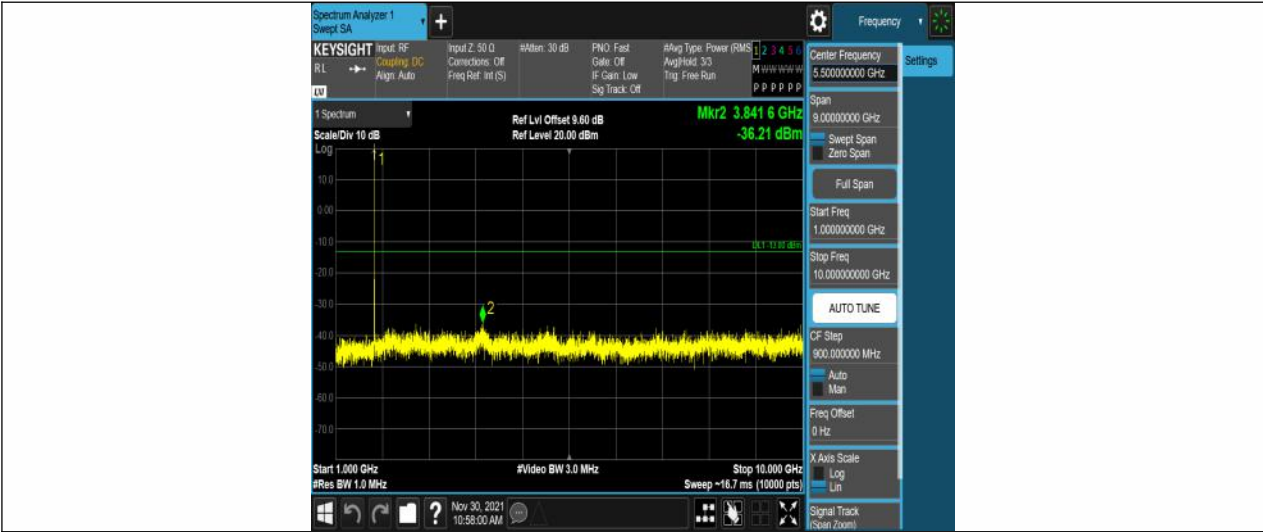 Spectrum Analyzer 1
Swept SA
+
Frequency
KEYSIGHT
RL
Input: RF
Coupling: DC
Align: Auto
Input Z: 50 Ω
Corrections: Off
Freq Ref: Int (S)
#Atten: 30 dB
PNO: Fast
Gate: Off
IF Gain: Low
Sig Track: Off
#Avg Type: Power (RMS
Avg|Hold: 3/3
Trig: Free Run
1 2 3 4 5 6
M W W W W W
P P P P P P
Center Frequency
5.500000000 GHz
Settings
1 Spectrum
Scale/Div 10 dB
Ref Lvl Offset 9.60 dB
Ref Level 20.00 dBm
Mkr2 3.841 6 GHz
-36.21 dBm
Log
1
10.0
0.00
-10.0
DL1 -13.00 dBm
-20.0
-30.0
2
-40.0
-50.0
-60.0
-70.0
Start 1.000 GHz
#Video BW 3.0 MHz
Stop 10.000 GHz
#Res BW 1.0 MHz
Sweep ~16.7 ms (10000 pts)
Span
9.00000000 GHz
Swept Span
Zero Span
Full Span
Start Freq
1.000000000 GHz
Stop Freq
10.000000000 GHz
AUTO TUNE
CF Step
900.000000 MHz
Auto
Man
Freq Offset
0 Hz
X Axis Scale
Log
Lin
Signal Track
(Span Zoom)
?
Nov 30, 2021
10:58:00 AM